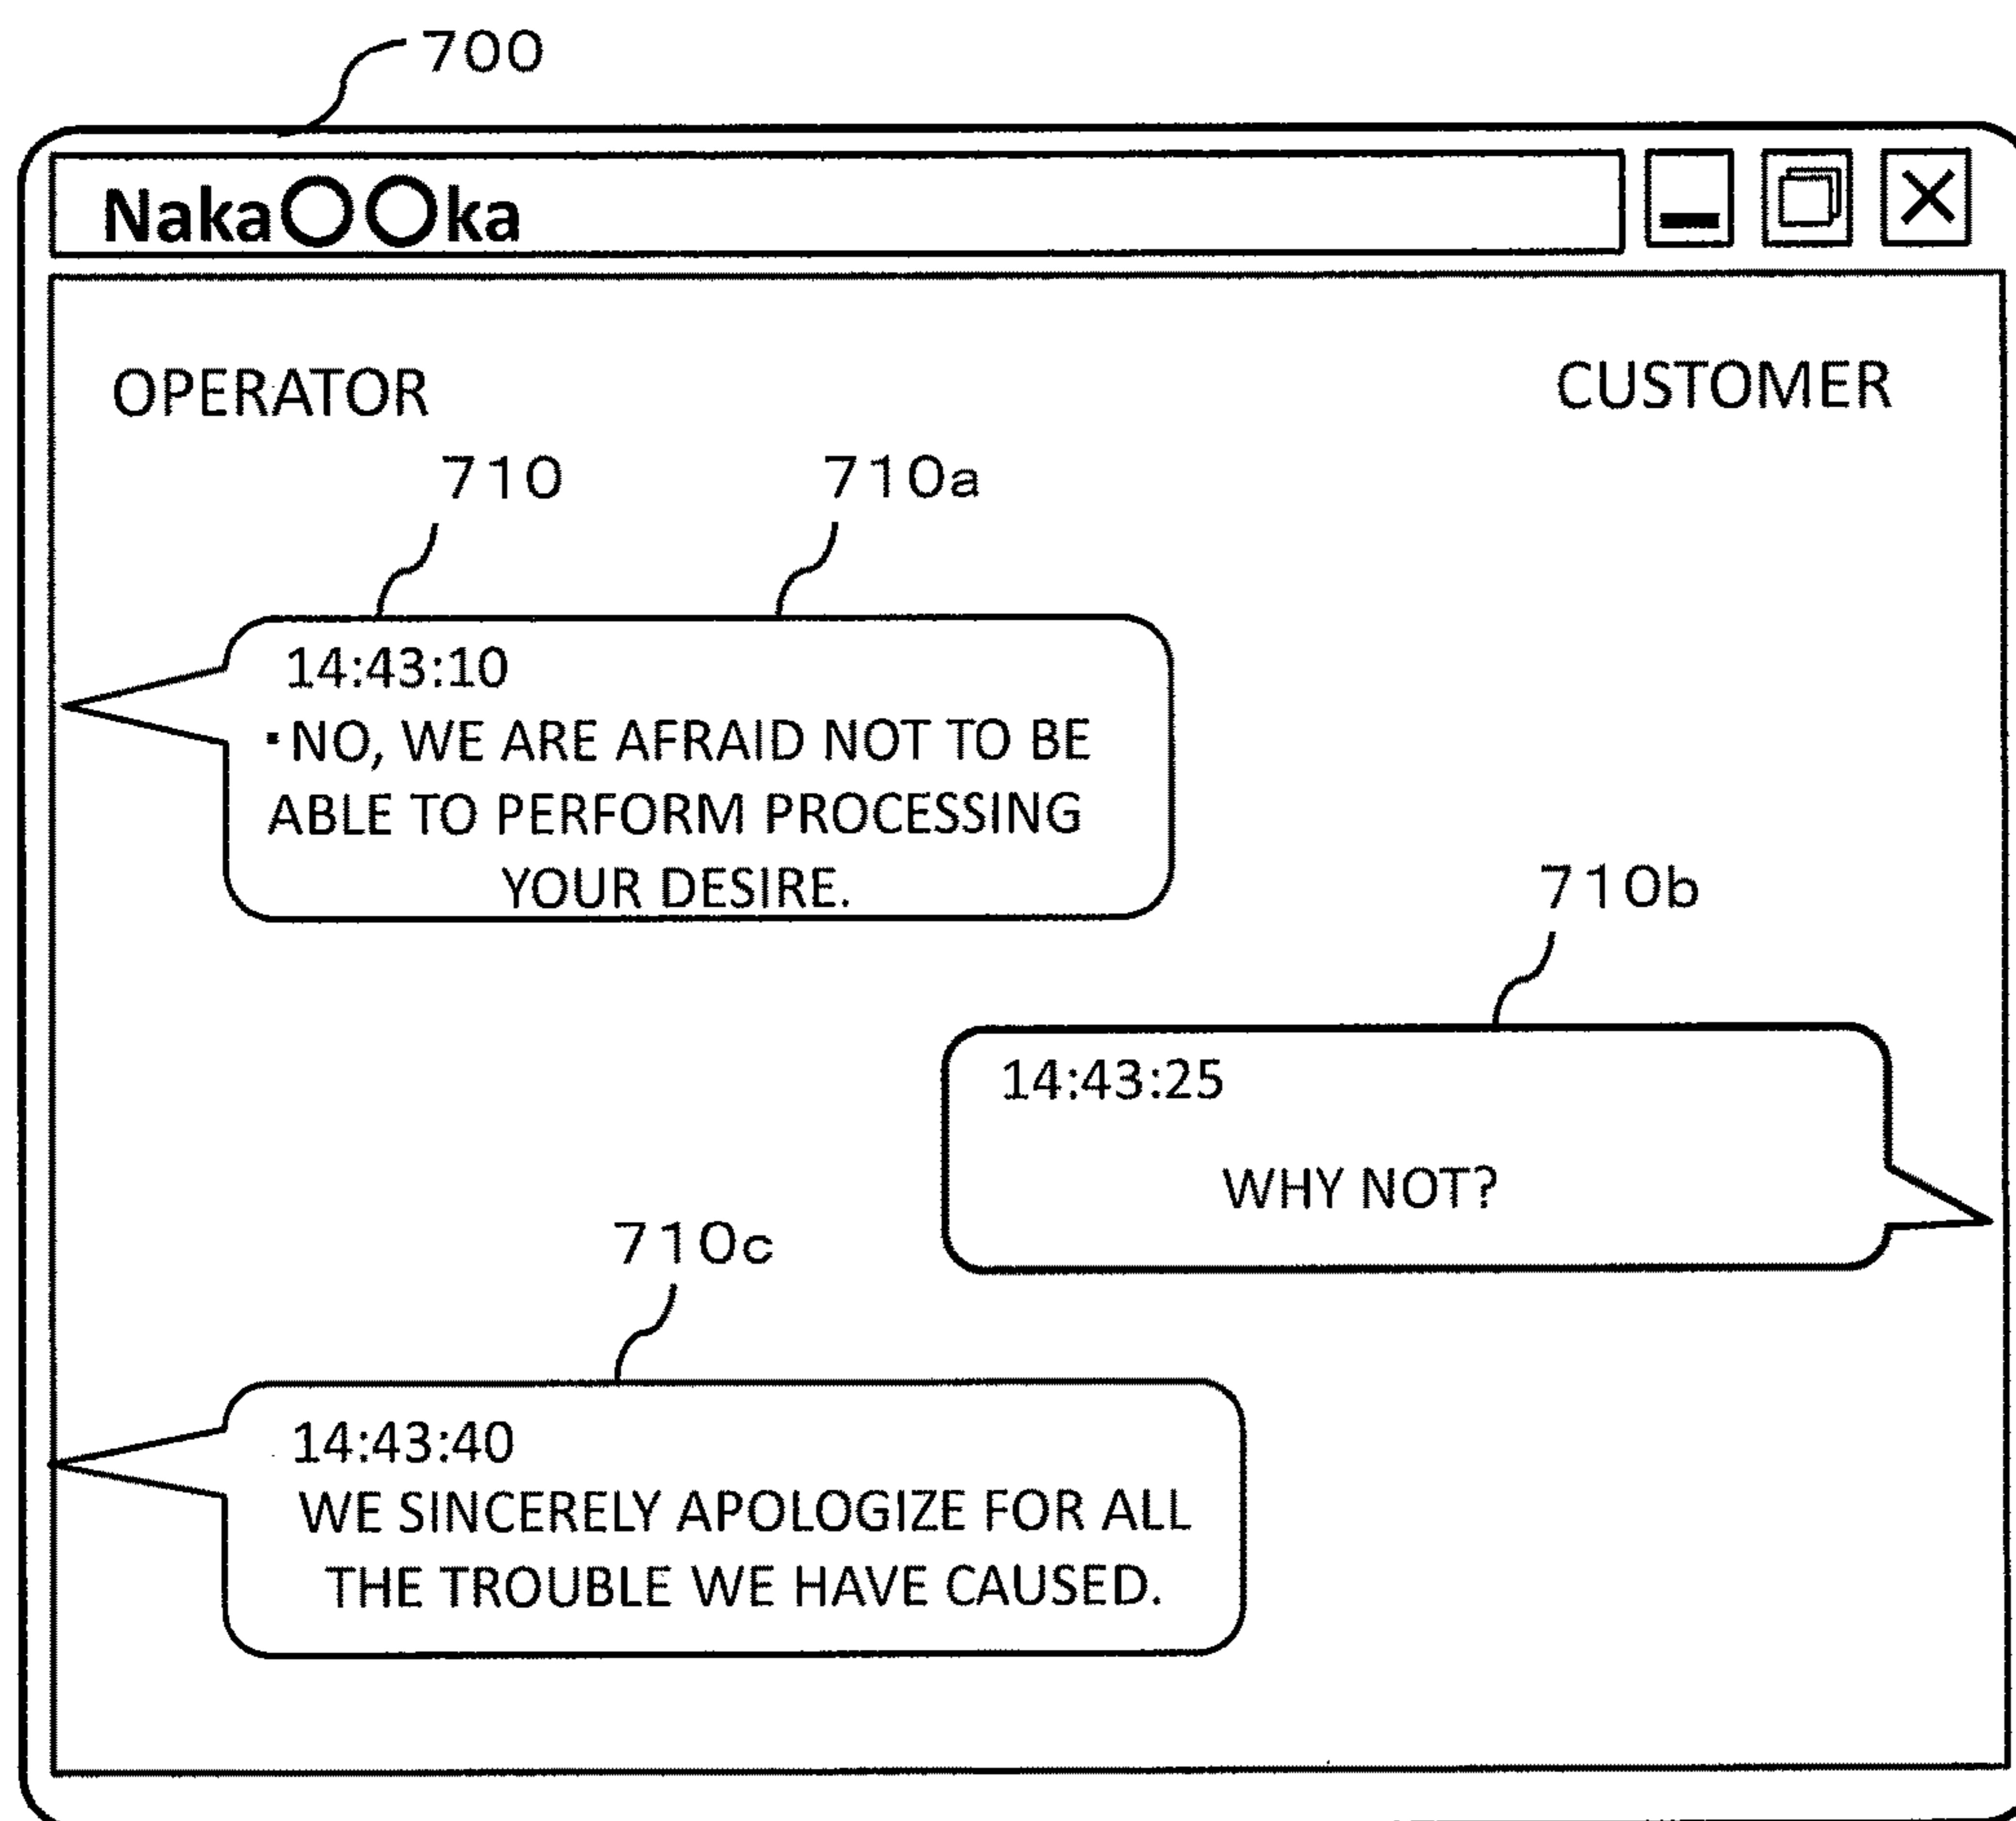 700
Naka○○ka
OPERATOR
CUSTOMER
710
710a
14:43:10
▪NO, WE ARE AFRAID NOT TO BE
ABLE TO PERFORM PROCESSING
YOUR DESIRE.
710b
14:43:25
WHY NOT?
710c
14:43:40
WE SINCERELY APOLOGIZE FOR ALL
THE TROUBLE WE HAVE CAUSED.